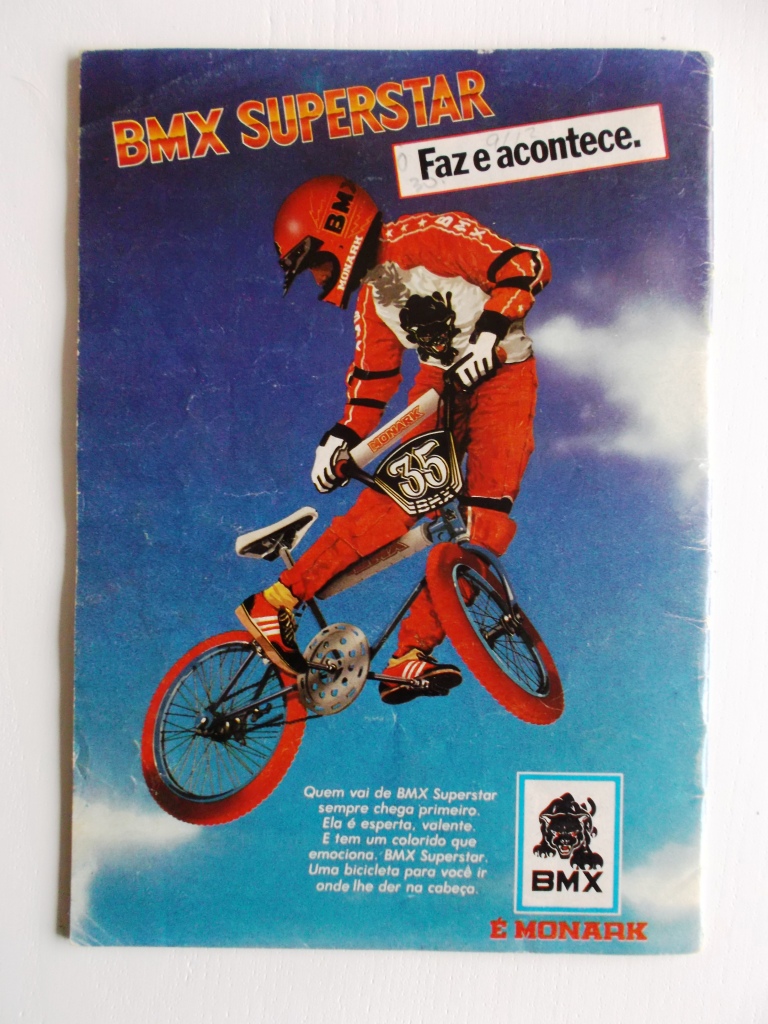 BMX SUPERSTAR
Faz e acontece.
BMX
MONARK
BMX
BMX
MONARK
35
BMX
Quem vai de BMX Superstar
sempre chega primeiro.
Ela é esperta, valente.
E tem um colorido que
emociona. BMX Superstar.
Uma bicicleta para você ir
onde lhe der na cabeça.
BMX
É MONARK